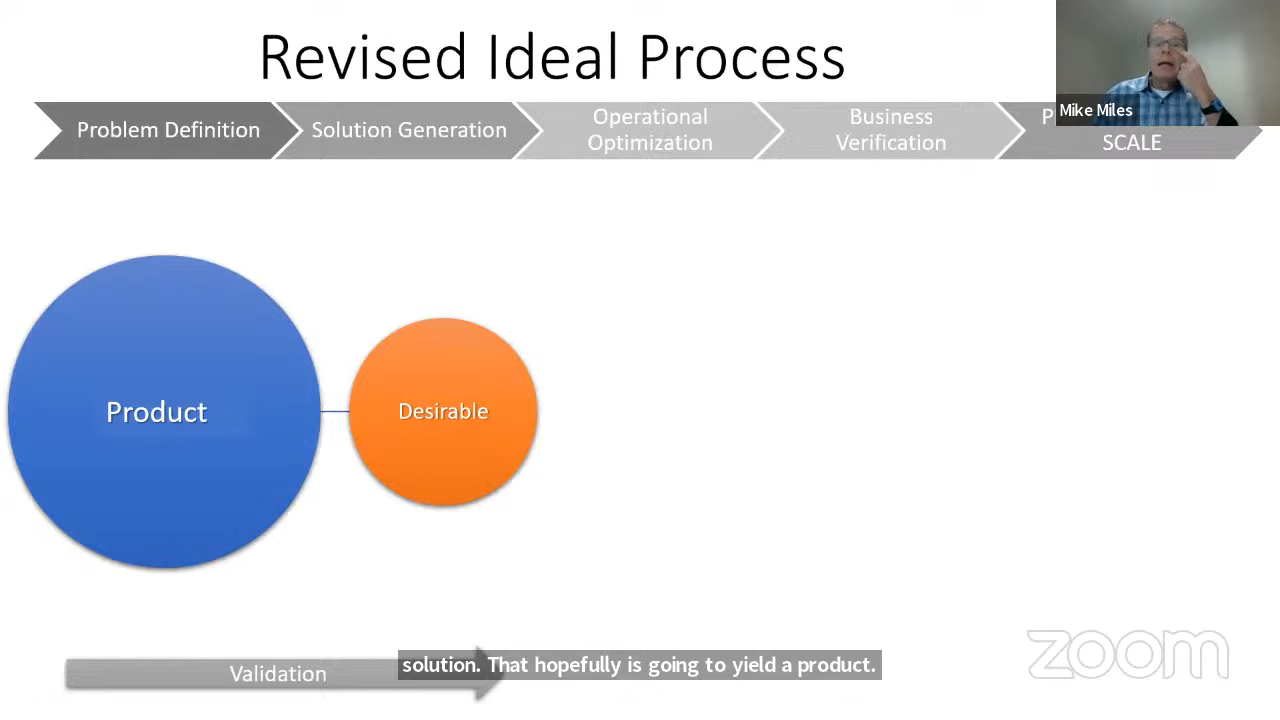 Revised Ideal Process
Mike Miles
Problem Definition
Solution Generation
Operational
Optimization
Business
Verification
SCALE
Product
Desirable
Validation
solution. That hopefully is going to yield a product.
zoom